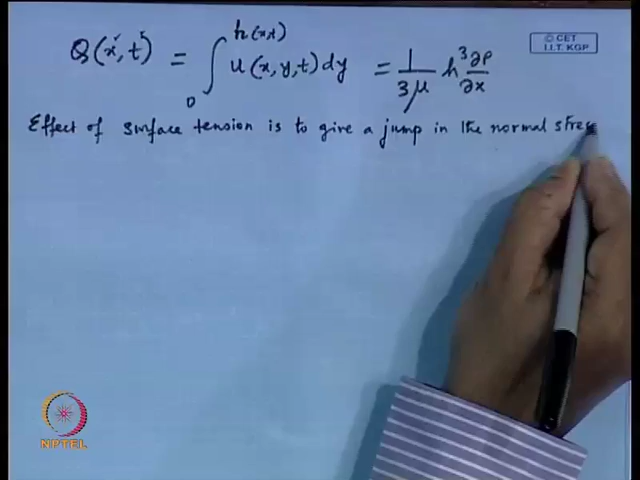 Q(x,t) = ∫₀^{h(x,t)} u(x,y,t) dy = 1/3μ h³ ∂p/∂x
© CET
I.I.T. KGP
Effect of surface tension is to give a jump in the normal stres
NPTEL